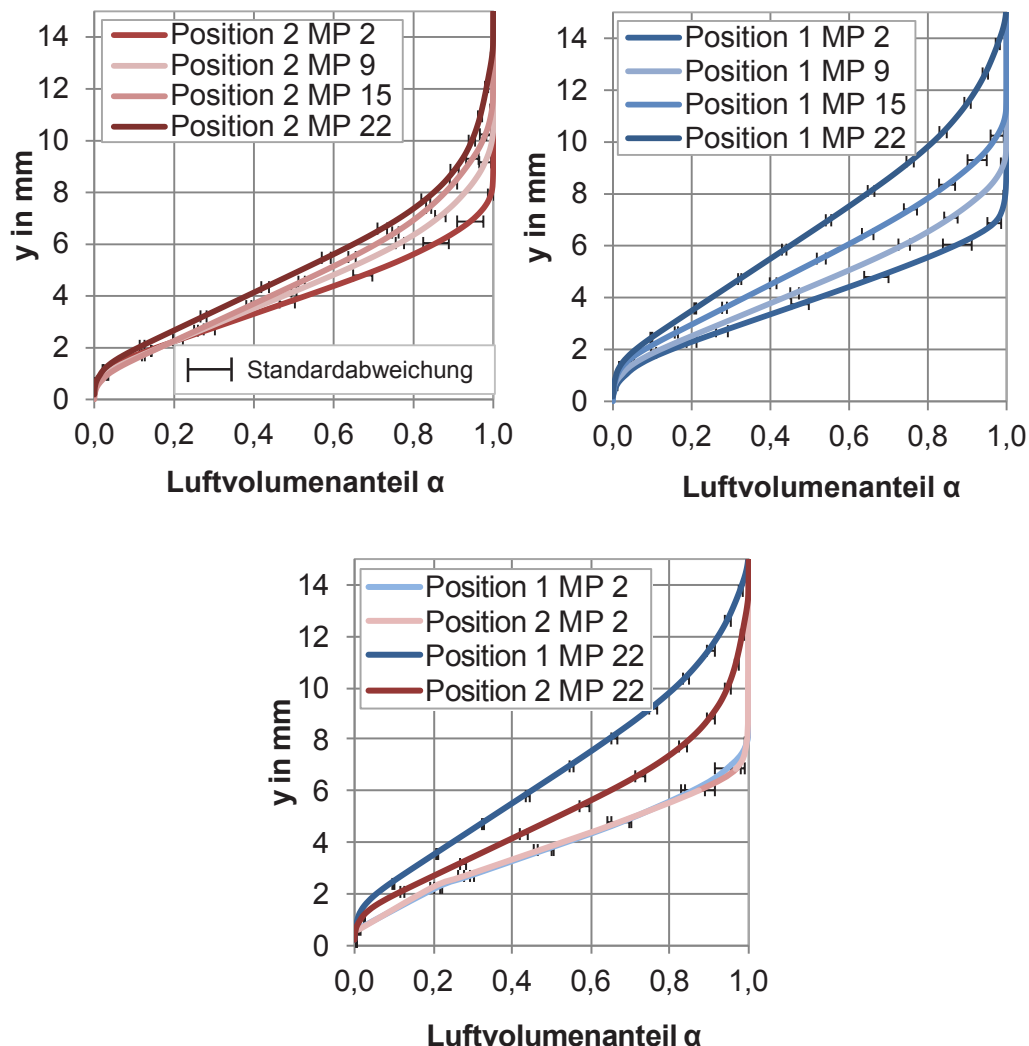 14
12
10
8
6
4
2
0
y in mm
Position 2 MP 2
Position 2 MP 9
Position 2 MP 15
Position 2 MP 22
Standardabweichung
0,0 0,2 0,4 0,6 0,8 1,0
Luftvolumenanteil α
14
12
10
8
6
4
2
0
y in mm
Position 1 MP 2
Position 1 MP 9
Position 1 MP 15
Position 1 MP 22
0,0 0,2 0,4 0,6 0,8 1,0
Luftvolumenanteil α
14
12
10
8
6
4
2
0
y in mm
Position 1 MP 2
Position 2 MP 2
Position 1 MP 22
Position 2 MP 22
0,0 0,2 0,4 0,6 0,8 1,0
Luftvolumenanteil α